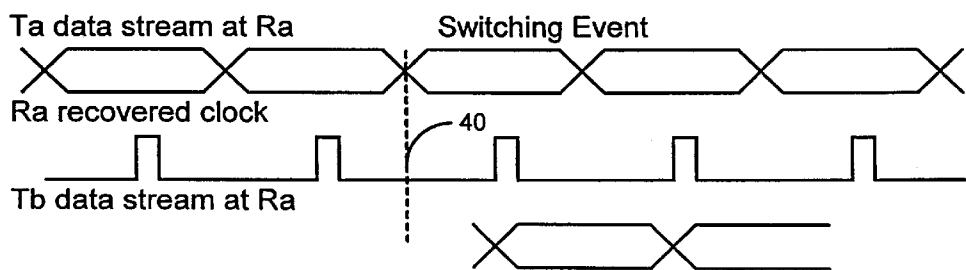 Ta data stream at Ra
Switching Event
Ra recovered clock
40
Tb data stream at Ra